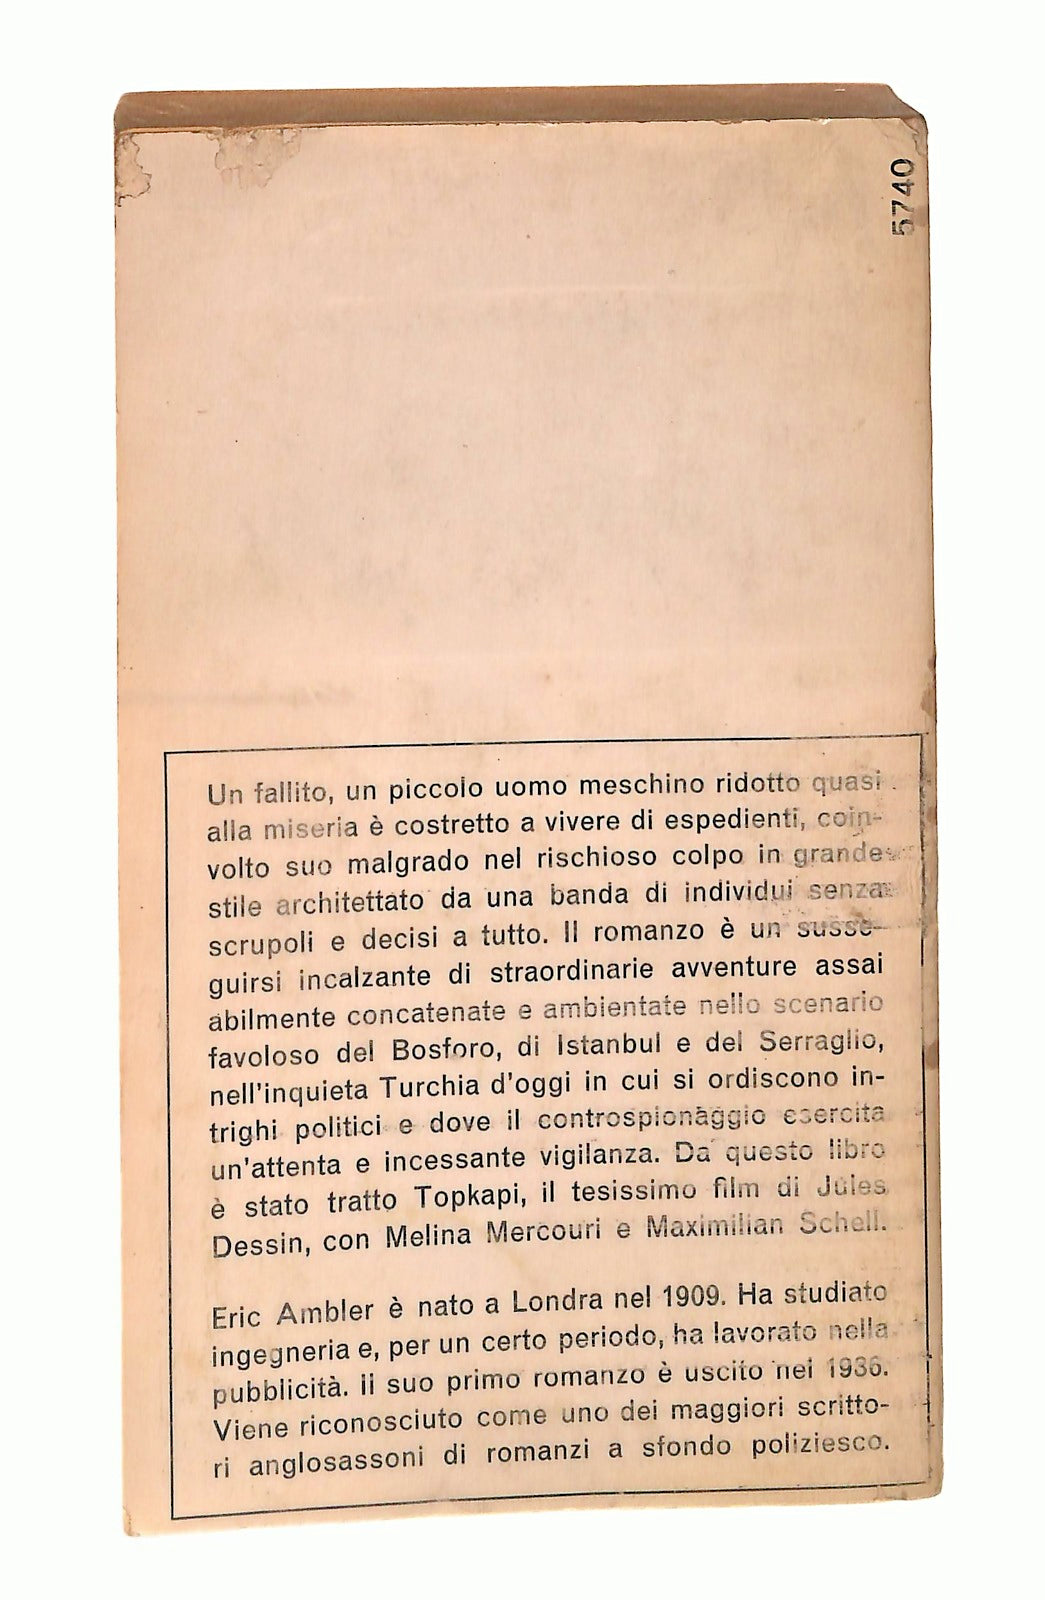 5740
Un fallito, un piccolo uomo meschino ridotto quasi
alla miseria è costretto a vivere di espedienti, coin-
volto suo malgrado nel rischioso colpo in grande
stile architettato da una banda di individui senza
scrupoli e decisi a tutto. Il romanzo è un susse-
guirsi incalzante di straordinarie avventure assai
abilmente concatenate e ambientate nello scenario
favoloso del Bosforo, di Istanbul e del Serraglio,
nell'inquieta Turchia d'oggi in cui si ordiscono in-
trighi politici e dove il controspionaggio esercita
un'attenta e incessante vigilanza. Da questo libro
è stato tratto Topkapi, il tesissimo film di Jules
Dessin, con Melina Mercouri e Maximilian Schell.
Eric Ambler è nato a Londra nel 1909. Ha studiato
ingegneria e, per un certo periodo, ha lavorato nella
pubblicità. Il suo primo romanzo è uscito nel 1936.
Viene riconosciuto come uno dei maggiori scritto-
ri anglosassoni di romanzi a sfondo poliziesco.